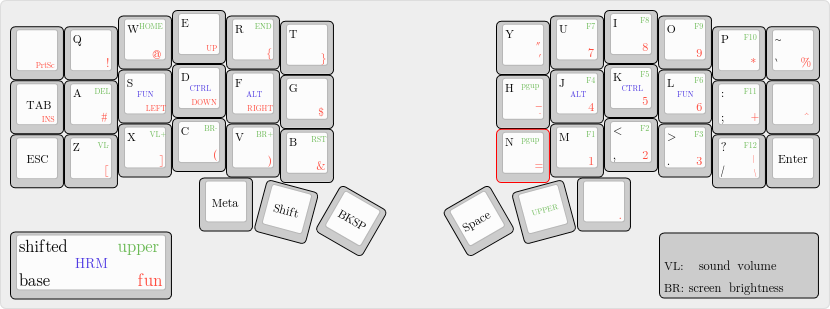 PrtSc
Q !
W HOME @
E UP
R END {
T }
Y " '
U F7 7
I F8 8
O F9 9
P F10 *
~ ` %
TAB INS
A DEL #
S FUN LEFT
D CTRL DOWN
F ALT RIGHT
G $
H pgup
J F4 ALT 4
K F5 CTRL 5
L F6 FUN 6
: ; F11 +
^
ESC
Z VL- [
X VL+ ]
C BR- (
V BR+ )
B RST &
N pgup =
M F1 1
< , F2 2
> . F3 3
? / F12 | \
Enter
Meta
Shift
BKSP
Space
UPPER
.
shifted upper
HRM
base fun
VL: sound volume
BR: screen brightness